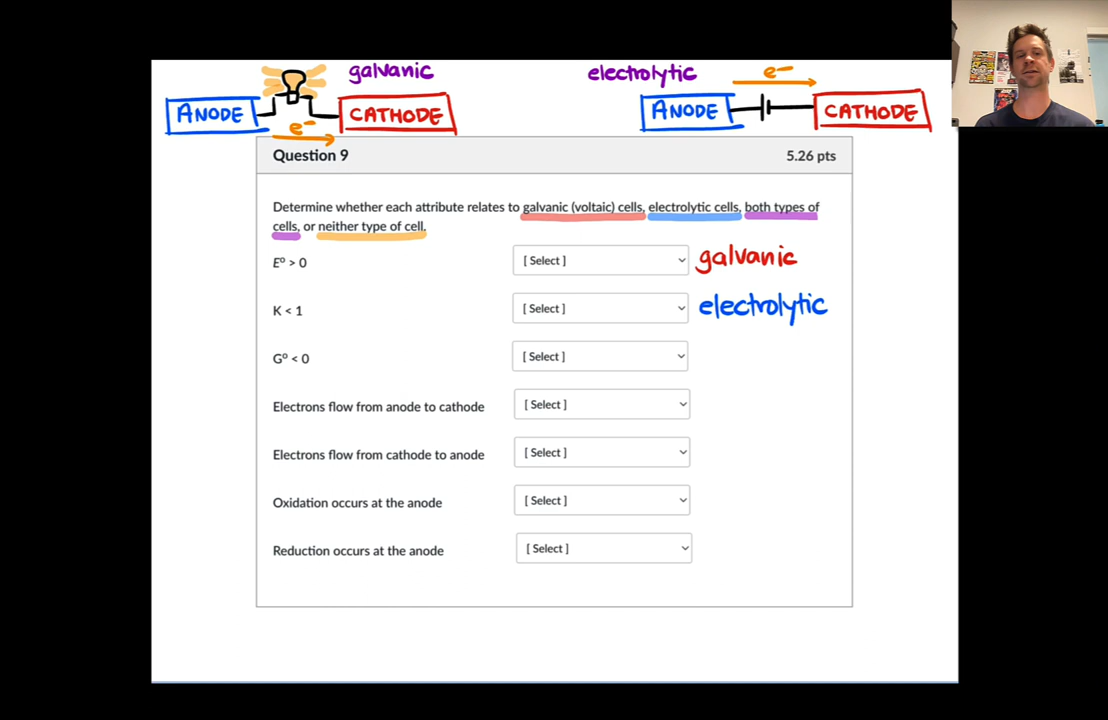 galvanic
electrolytic
e⁻
ANODE
CATHODE
ANODE
CATHODE
e⁻
Question 9
5.26 pts
Determine whether each attribute relates to galvanic (voltaic) cells, electrolytic cells, both types of
cells, or neither type of cell.
Eº > 0
[ Select ]
galvanic
K < 1
[ Select ]
electrolytic
Gº < 0
[ Select ]
Electrons flow from anode to cathode
[ Select ]
Electrons flow from cathode to anode
[ Select ]
Oxidation occurs at the anode
[ Select ]
Reduction occurs at the anode
[ Select ]